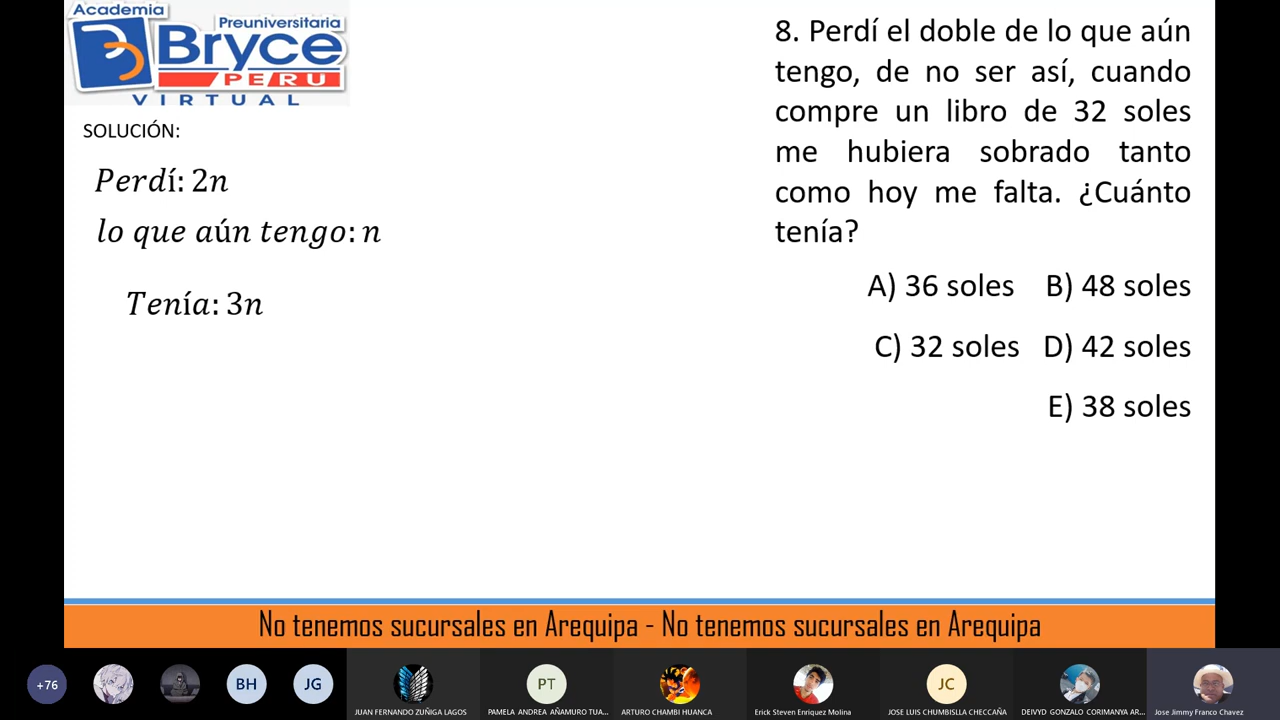 Academia
Preuniversitaria
Bryce
PERU
VIRTUAL
SOLUCIÓN:
Perdí: 2n
lo que aún tengo: n
Tenía: 3n
8. Perdí el doble de lo que aún
tengo, de no ser así, cuando
compre un libro de 32 soles
me hubiera sobrado tanto
como hoy me falta. ¿Cuánto
tenía?
A) 36 soles B) 48 soles
C) 32 soles D) 42 soles
E) 38 soles
No tenemos sucursales en Arequipa - No tenemos sucursales en Arequipa
+76
BH
JG
PT
JC
JUAN FERNANDO ZUÑIGA LAGOS
PAMELA ANDREA AÑAMURO TUA...
ARTURO CHAMBI HUANCA
Erick Steven Enriquez Molina
JOSE LUIS CHUMBISLLA CHECCAÑA
DEIVYD GONZALO CORIMANYA AR...
Jose Jimmy Franco Chavez